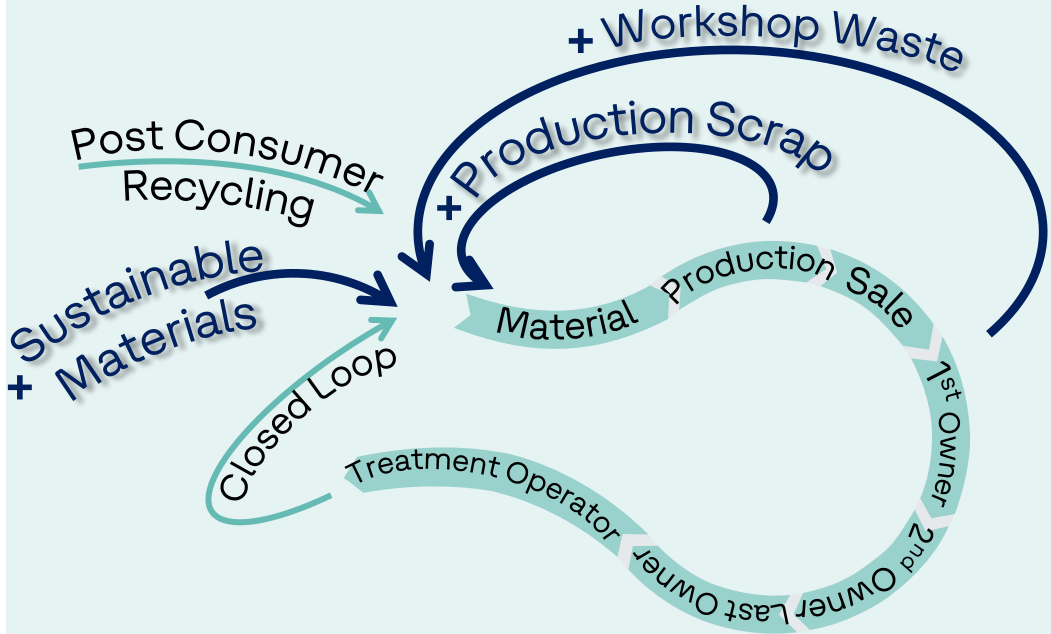 + Workshop Waste
+ Production Scrap
Post Consumer
Recycling
Sustainable
+ Materials
Closed Loop
Material
Production
Sale
1st Owner
2nd Owner
Last Owner
Treatment Operator